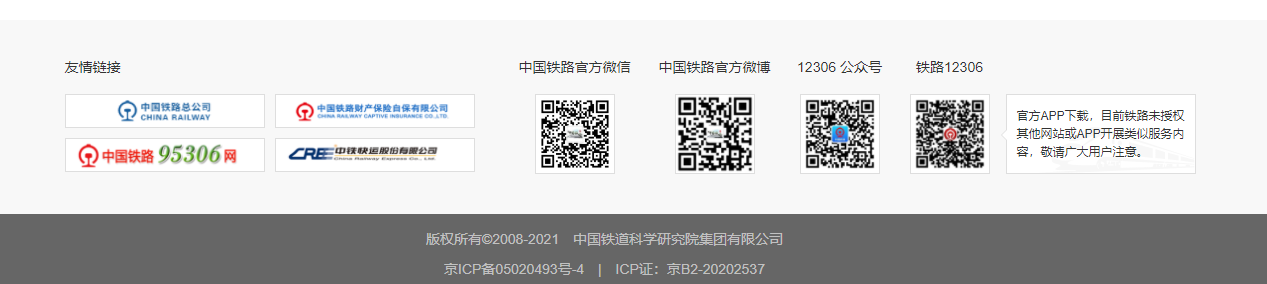 友情链接
中国铁路官方微信
中国铁路官方微博
12306 公众号
铁路12306
中国铁路总公司
CHINA RAILWAY
中国铁路财产保险自保有限公司
CHINA RAILWAY CAPTIVE INSURANCE CO.,LTD.
中国铁路 95306 网
CRE 中铁快运股份有限公司
China Railway Express Co., Ltd.
官方APP下载，目前铁路未授权
其他网站或APP开展类似服务内
容，敬请广大用户注意。
版权所有©2008-2021 中国铁道科学研究院集团有限公司
京ICP备05020493号-4 | ICP证：京B2-20202537